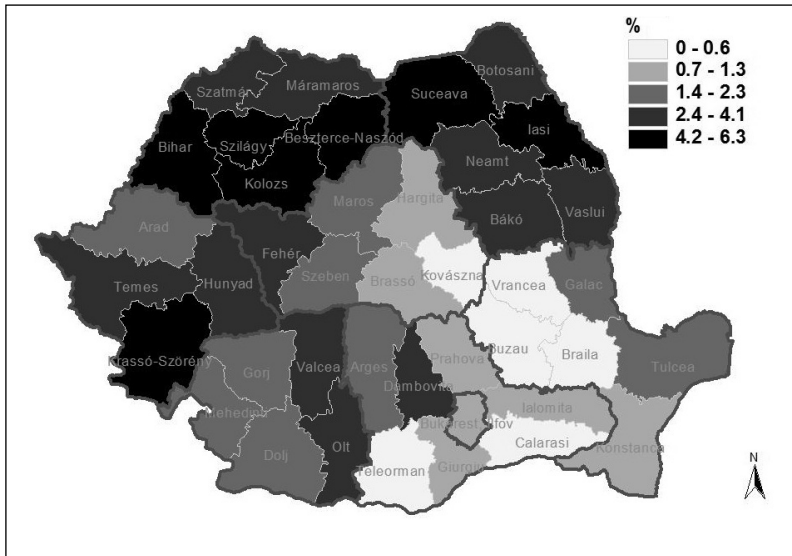 %
0 - 0.6
0.7 - 1.3
1.4 - 2.3
2.4 - 4.1
4.2 - 6.3
Botosani
Szatmár
Máramaros
Suceava
Iasi
Bihar
Szilágy
Beszterce-Naszód
Neamt
Kolozs
Maros
Hargita
Bákó
Vaslui
Arad
Fehér
Kovászna
Temes
Hunyad
Szeben
Brassó
Vrancea
Galac
Krassó-Szörény
Gorj
Valcea
Arges
Dâmbovita
Prahova
Buzau
Braila
Tulcea
Mehedinti
Ialomita
Bukarest
Ilfov
Calarasi
Konstanca
Dolj
Olt
Teleorman
Giurgiu
N